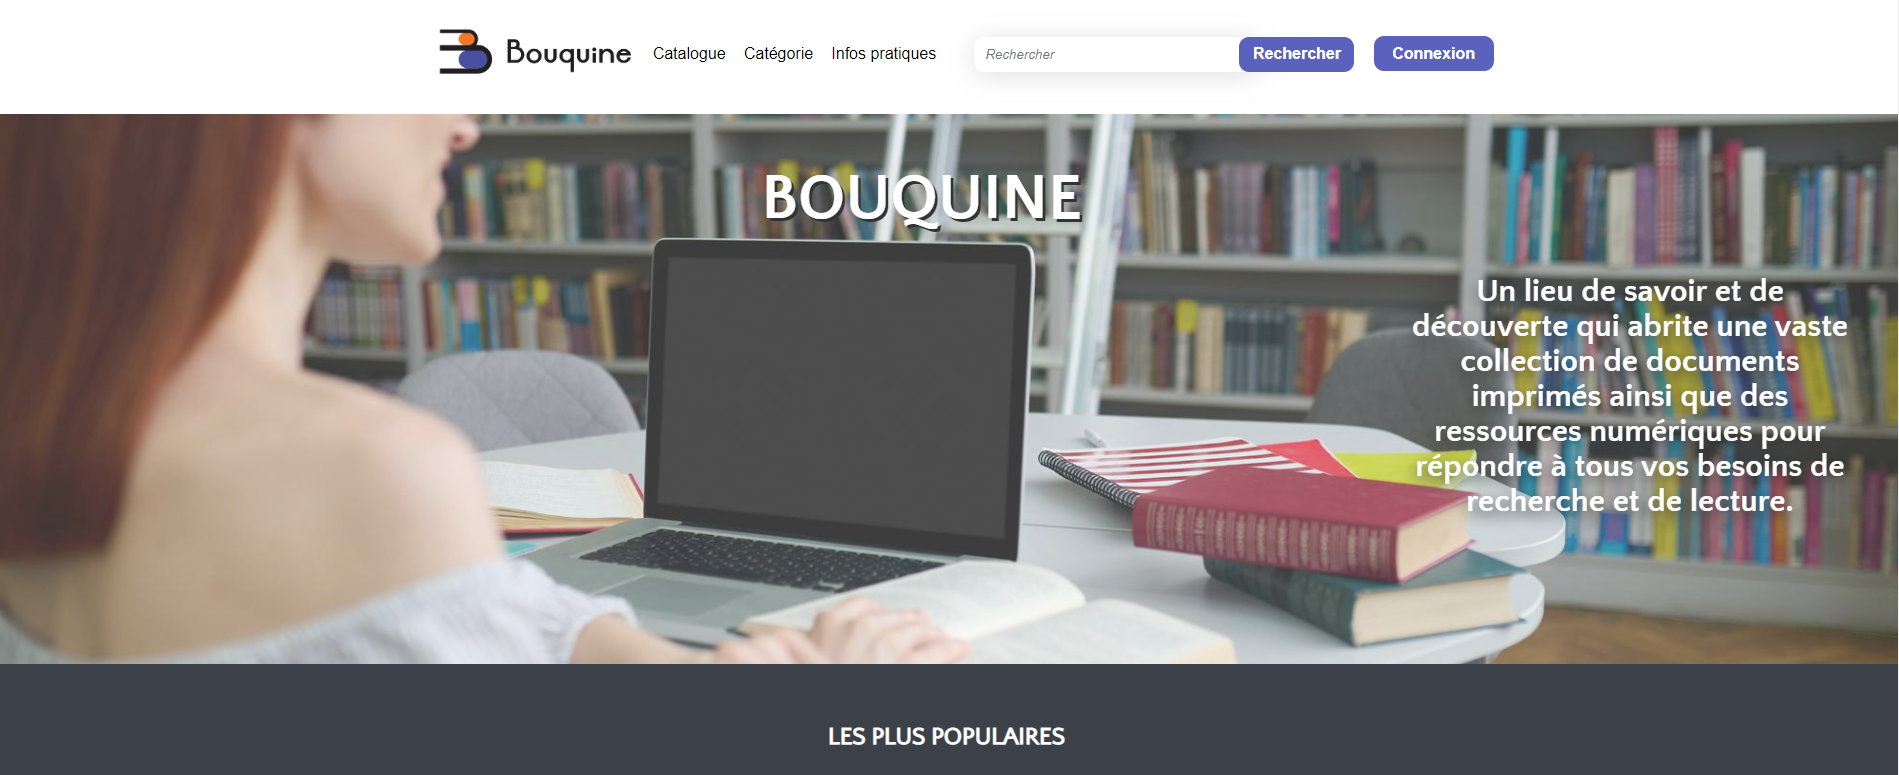 Bouquine
Catalogue Catégorie Infos pratiques
Rechercher
Rechercher
Connexion
BOUQUINE
Un lieu de savoir et de
découverte qui abrite une vaste
collection de documents
imprimés ainsi que des
ressources numériques pour
répondre à tous vos besoins de
recherche et de lecture.
LES PLUS POPULAIRES